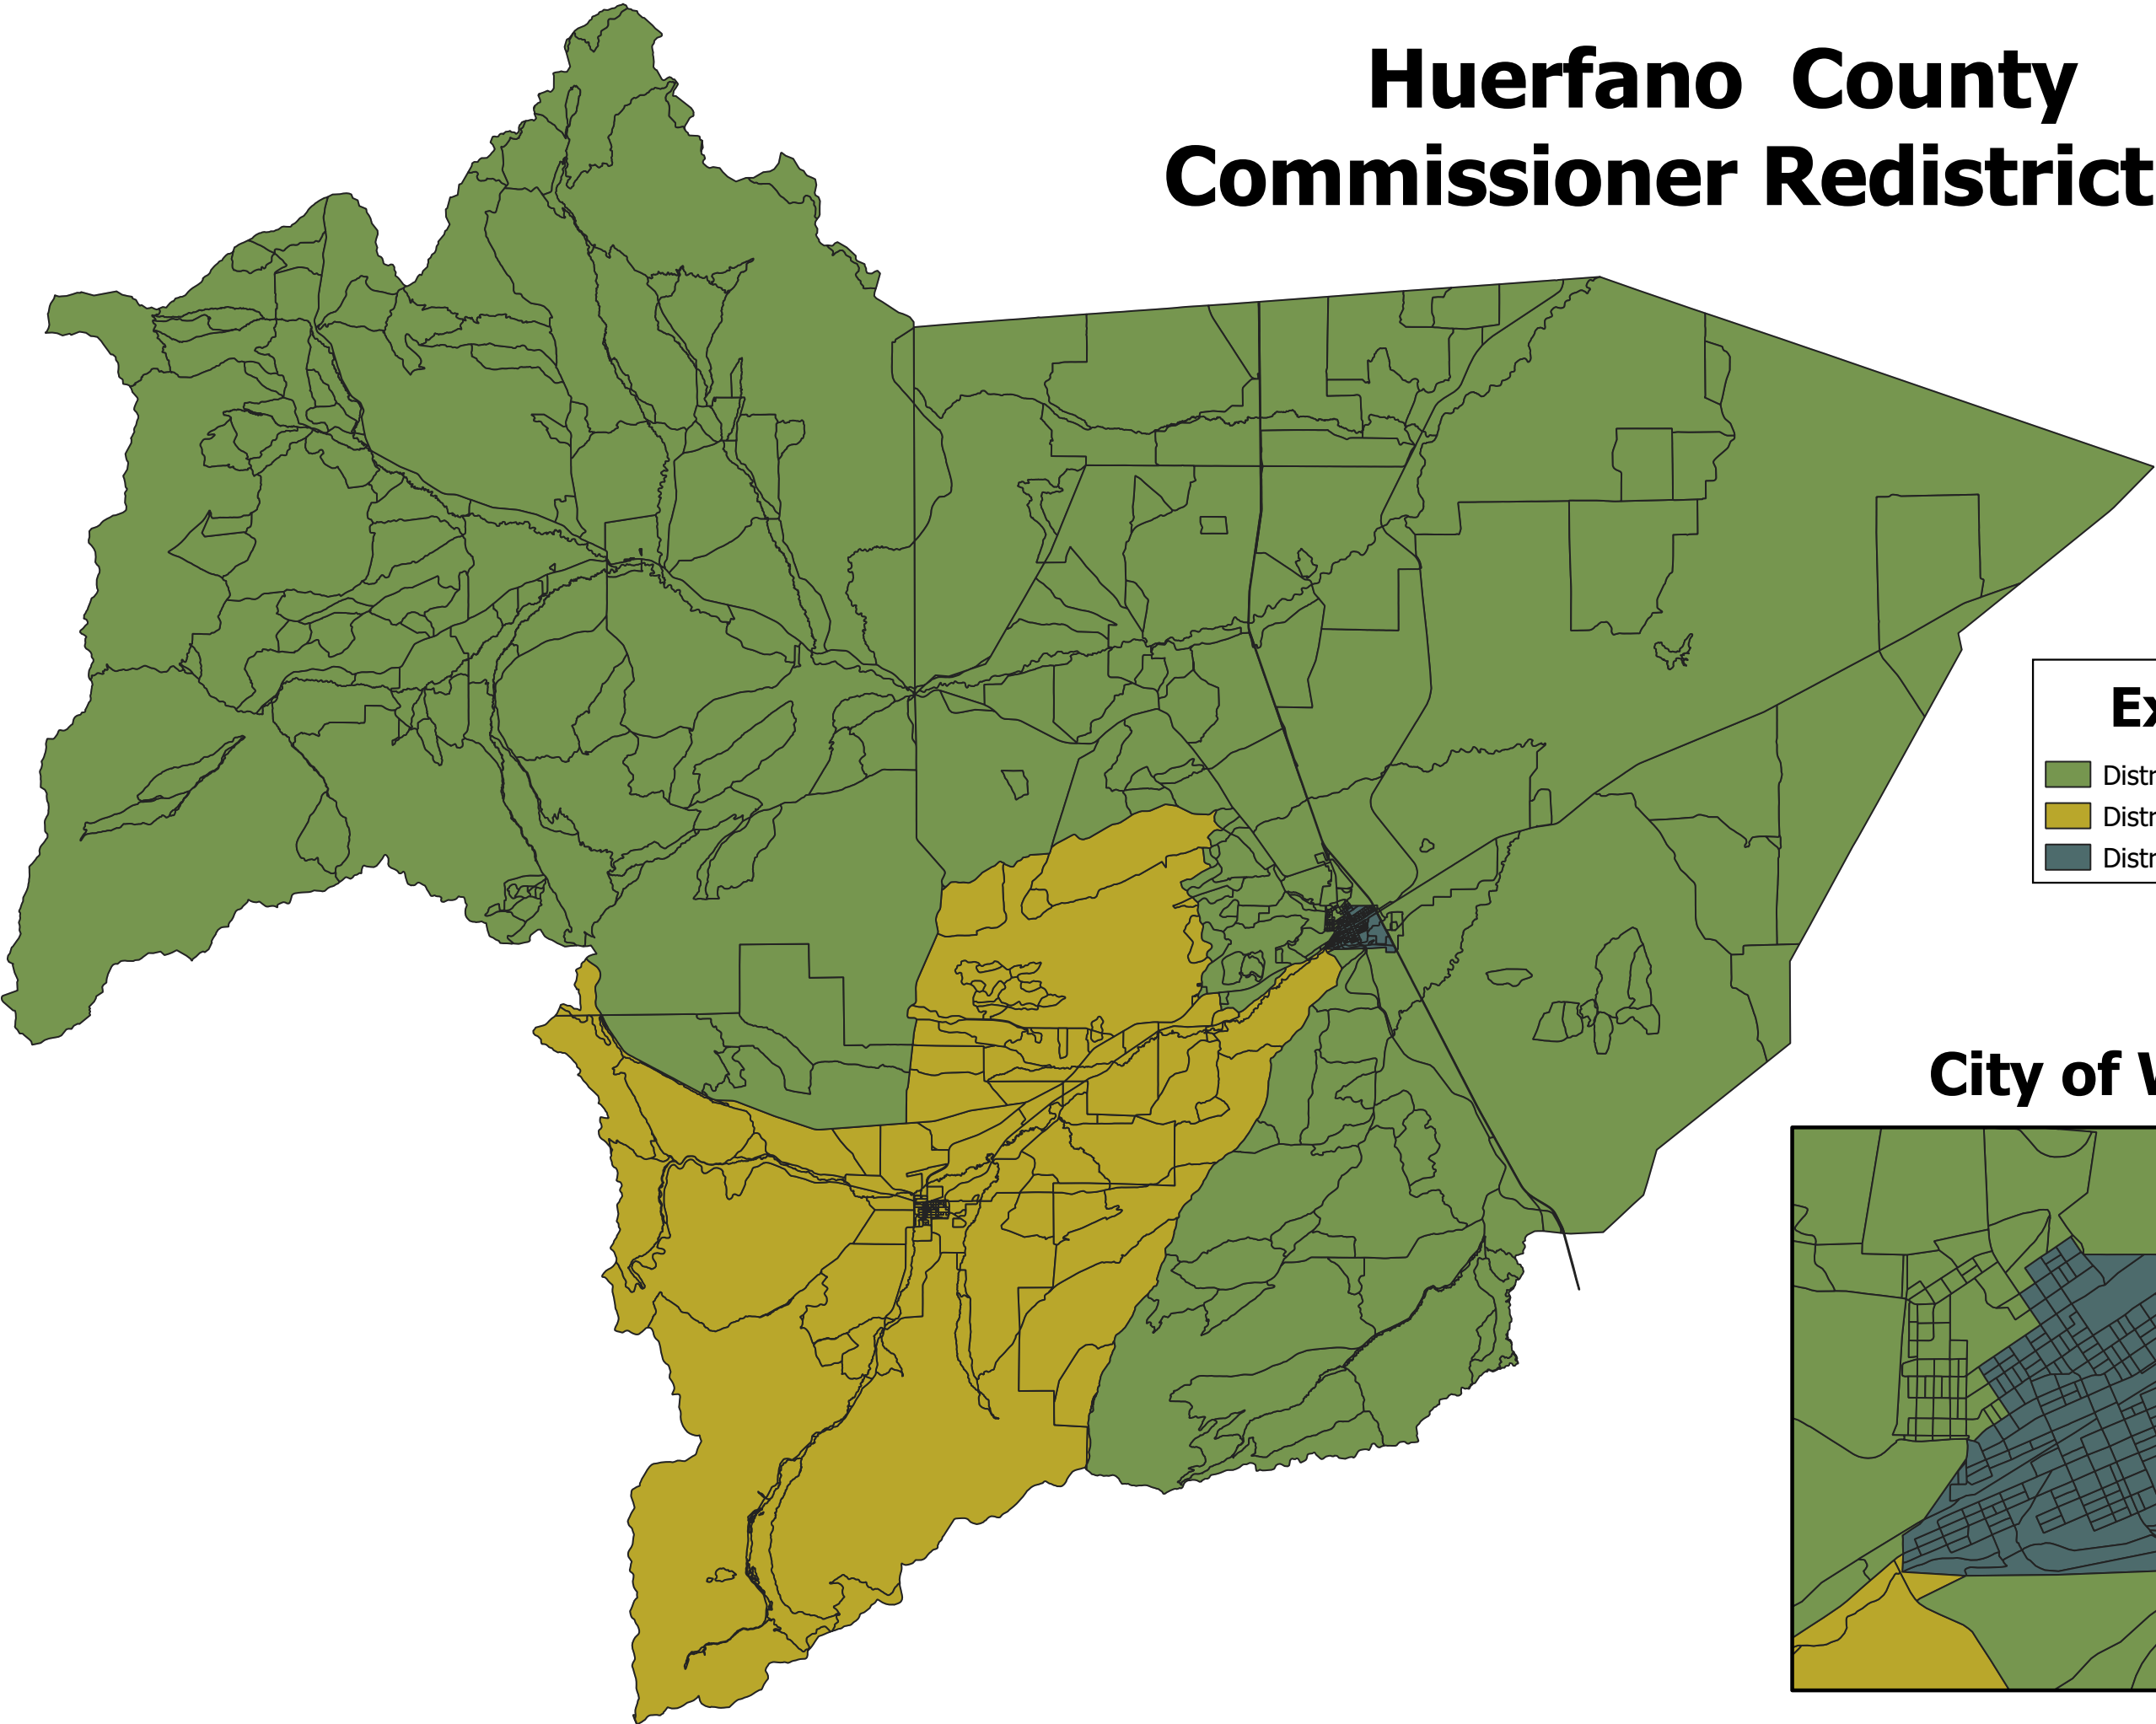 Huerfano County
Commissioner Redistrict
Ex
Distr
Distr
Distr
City of W